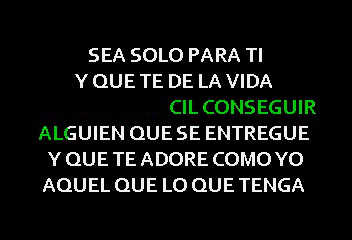 SEA SOLO PARA TI
Y QUE TE DE LA VIDA
CIL CONSEGUIR
ALGUIEN QUE SE ENTREGUE
Y QUE TE ADORE COMO YO
AQUEL QUE LO QUE TENGA